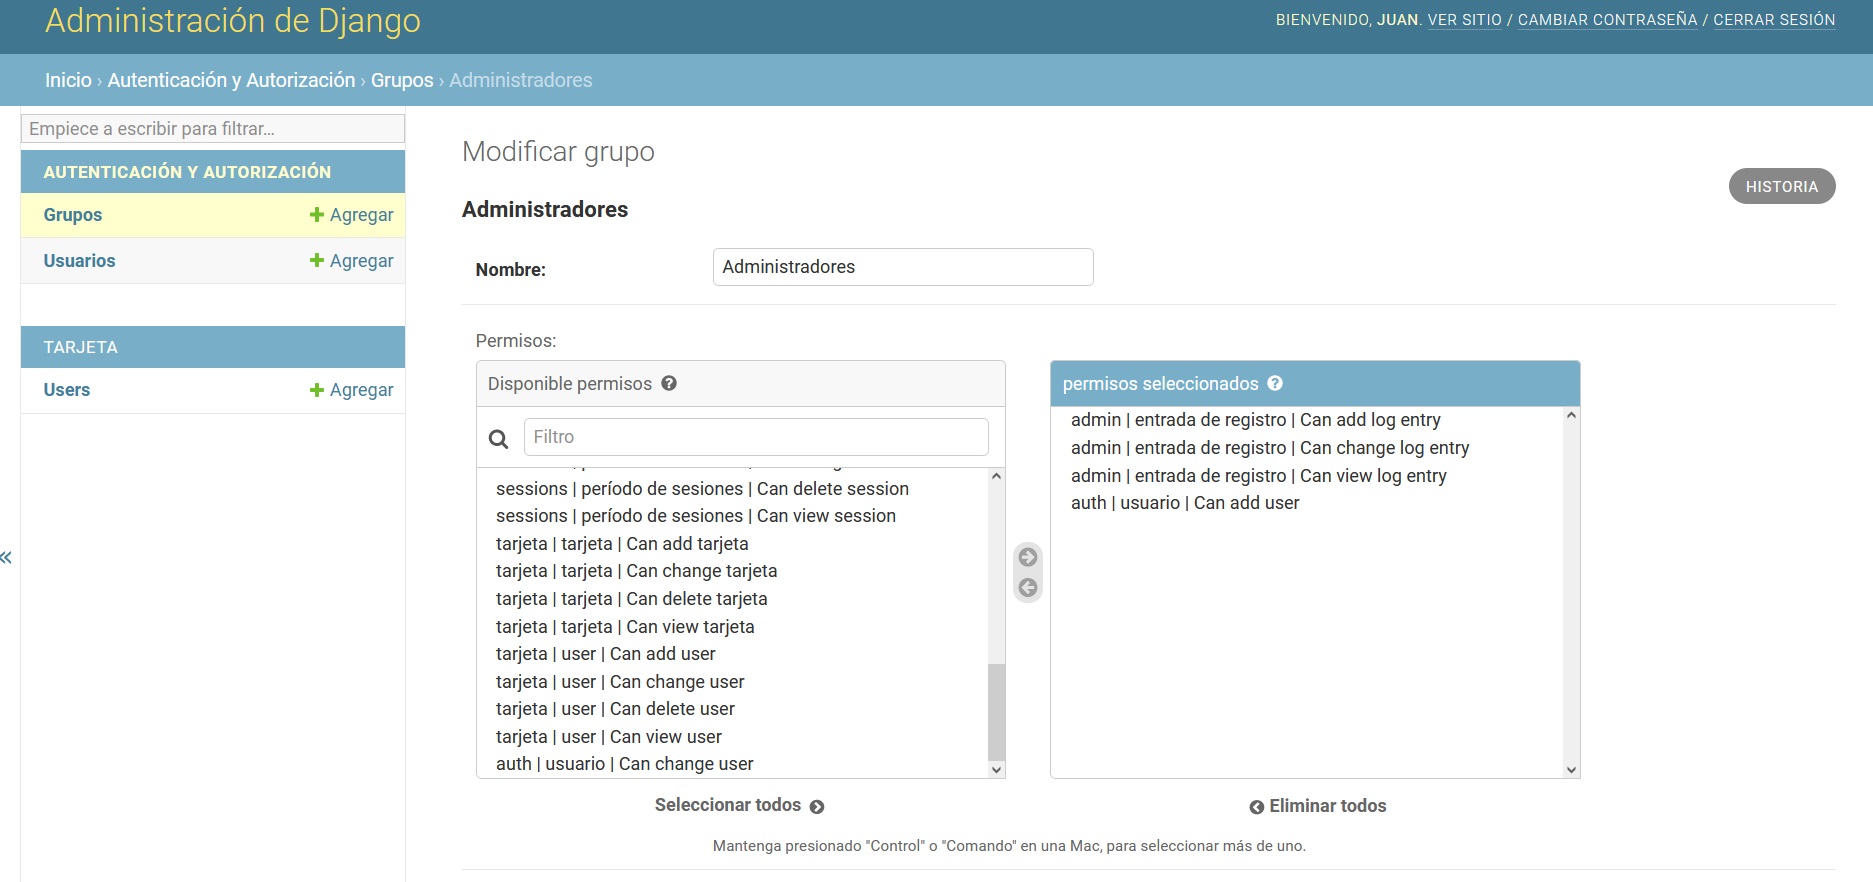 Administración de Django
BIENVENIDO, JUAN. VER SITIO / CAMBIAR CONTRASEÑA / CERRAR SESIÓN
Inicio › Autenticación y Autorización › Grupos › Administradores
Empiece a escribir para filtrar...
AUTENTICACIÓN Y AUTORIZACIÓN
Grupos
Agregar
Usuarios
Agregar
TARJETA
Users
Agregar
«
Modificar grupo
HISTORIA
Administradores
Nombre:
Administradores
Permisos:
Disponible permisos
Filtro
sessions | período de sesiones | Can delete session
sessions | período de sesiones | Can view session
tarjeta | tarjeta | Can add tarjeta
tarjeta | tarjeta | Can change tarjeta
tarjeta | tarjeta | Can delete tarjeta
tarjeta | tarjeta | Can view tarjeta
tarjeta | user | Can add user
tarjeta | user | Can change user
tarjeta | user | Can delete user
tarjeta | user | Can view user
auth | usuario | Can change user
Seleccionar todos
permisos seleccionados
admin | entrada de registro | Can add log entry
admin | entrada de registro | Can change log entry
admin | entrada de registro | Can view log entry
auth | usuario | Can add user
Eliminar todos
Mantenga presionado "Control" o "Comando" en una Mac, para seleccionar más de uno.